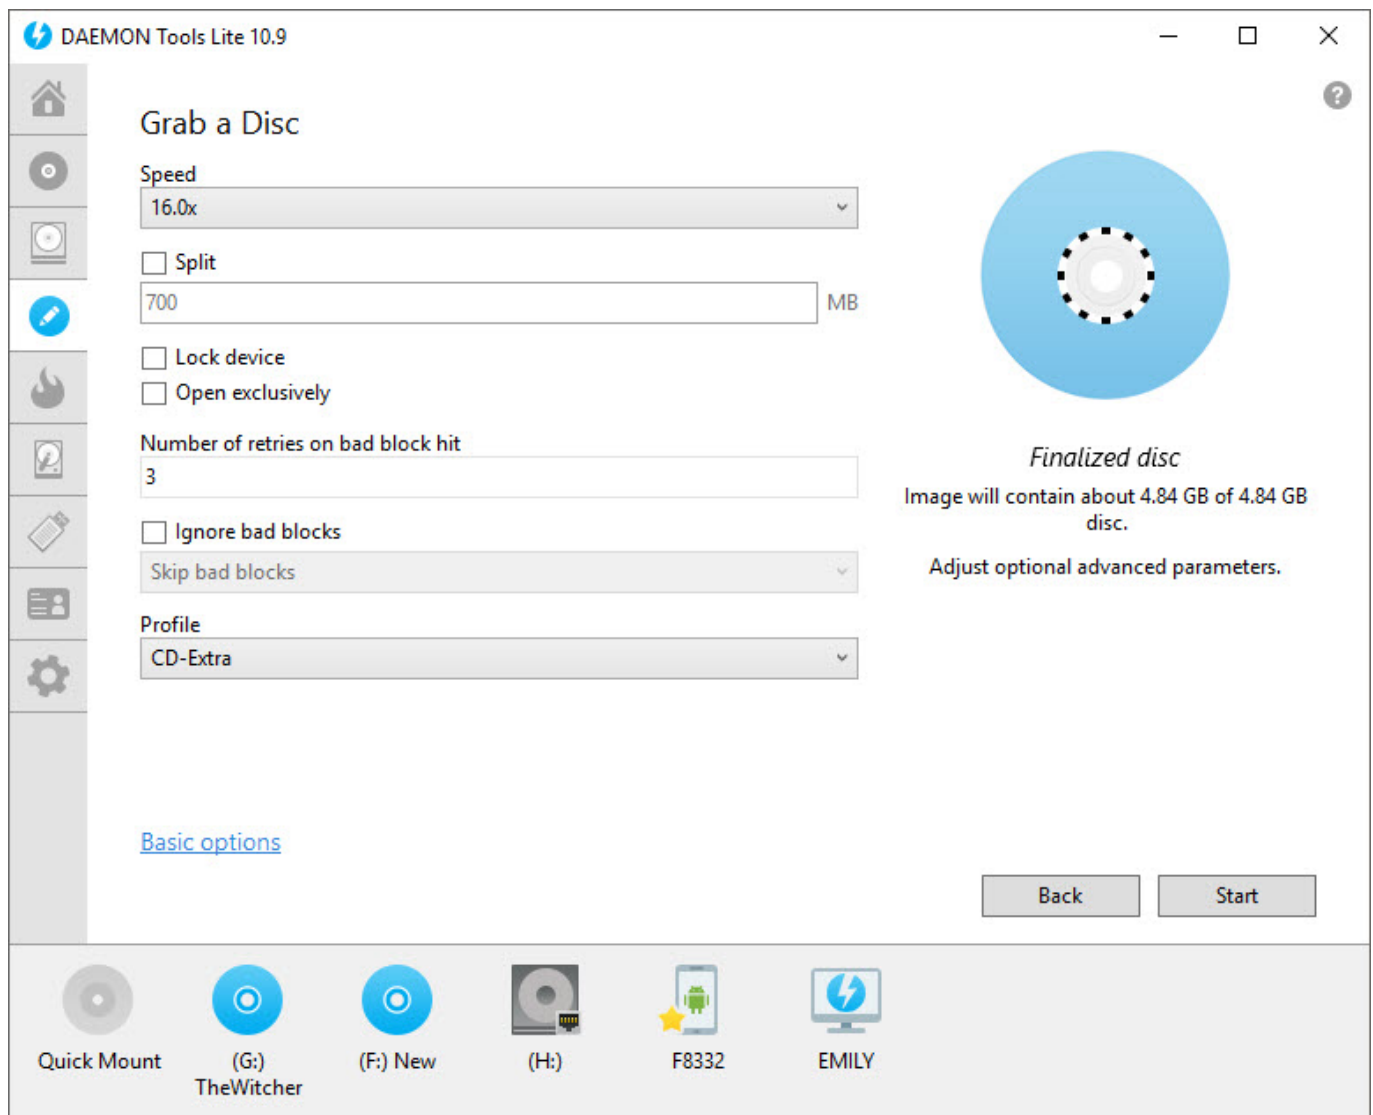 DAEMON Tools Lite 10.9
Grab a Disc
Speed
16.0x
Split
700
MB
Lock device
Open exclusively
Number of retries on bad block hit
3
Ignore bad blocks
Skip bad blocks
Profile
CD-Extra
Basic options
?
Finalized disc
Image will contain about 4.84 GB of 4.84 GB
disc.
Adjust optional advanced parameters.
Back
Start
Quick Mount
(G:)
TheWitcher
(F:) New
(H:)
F8332
EMILY